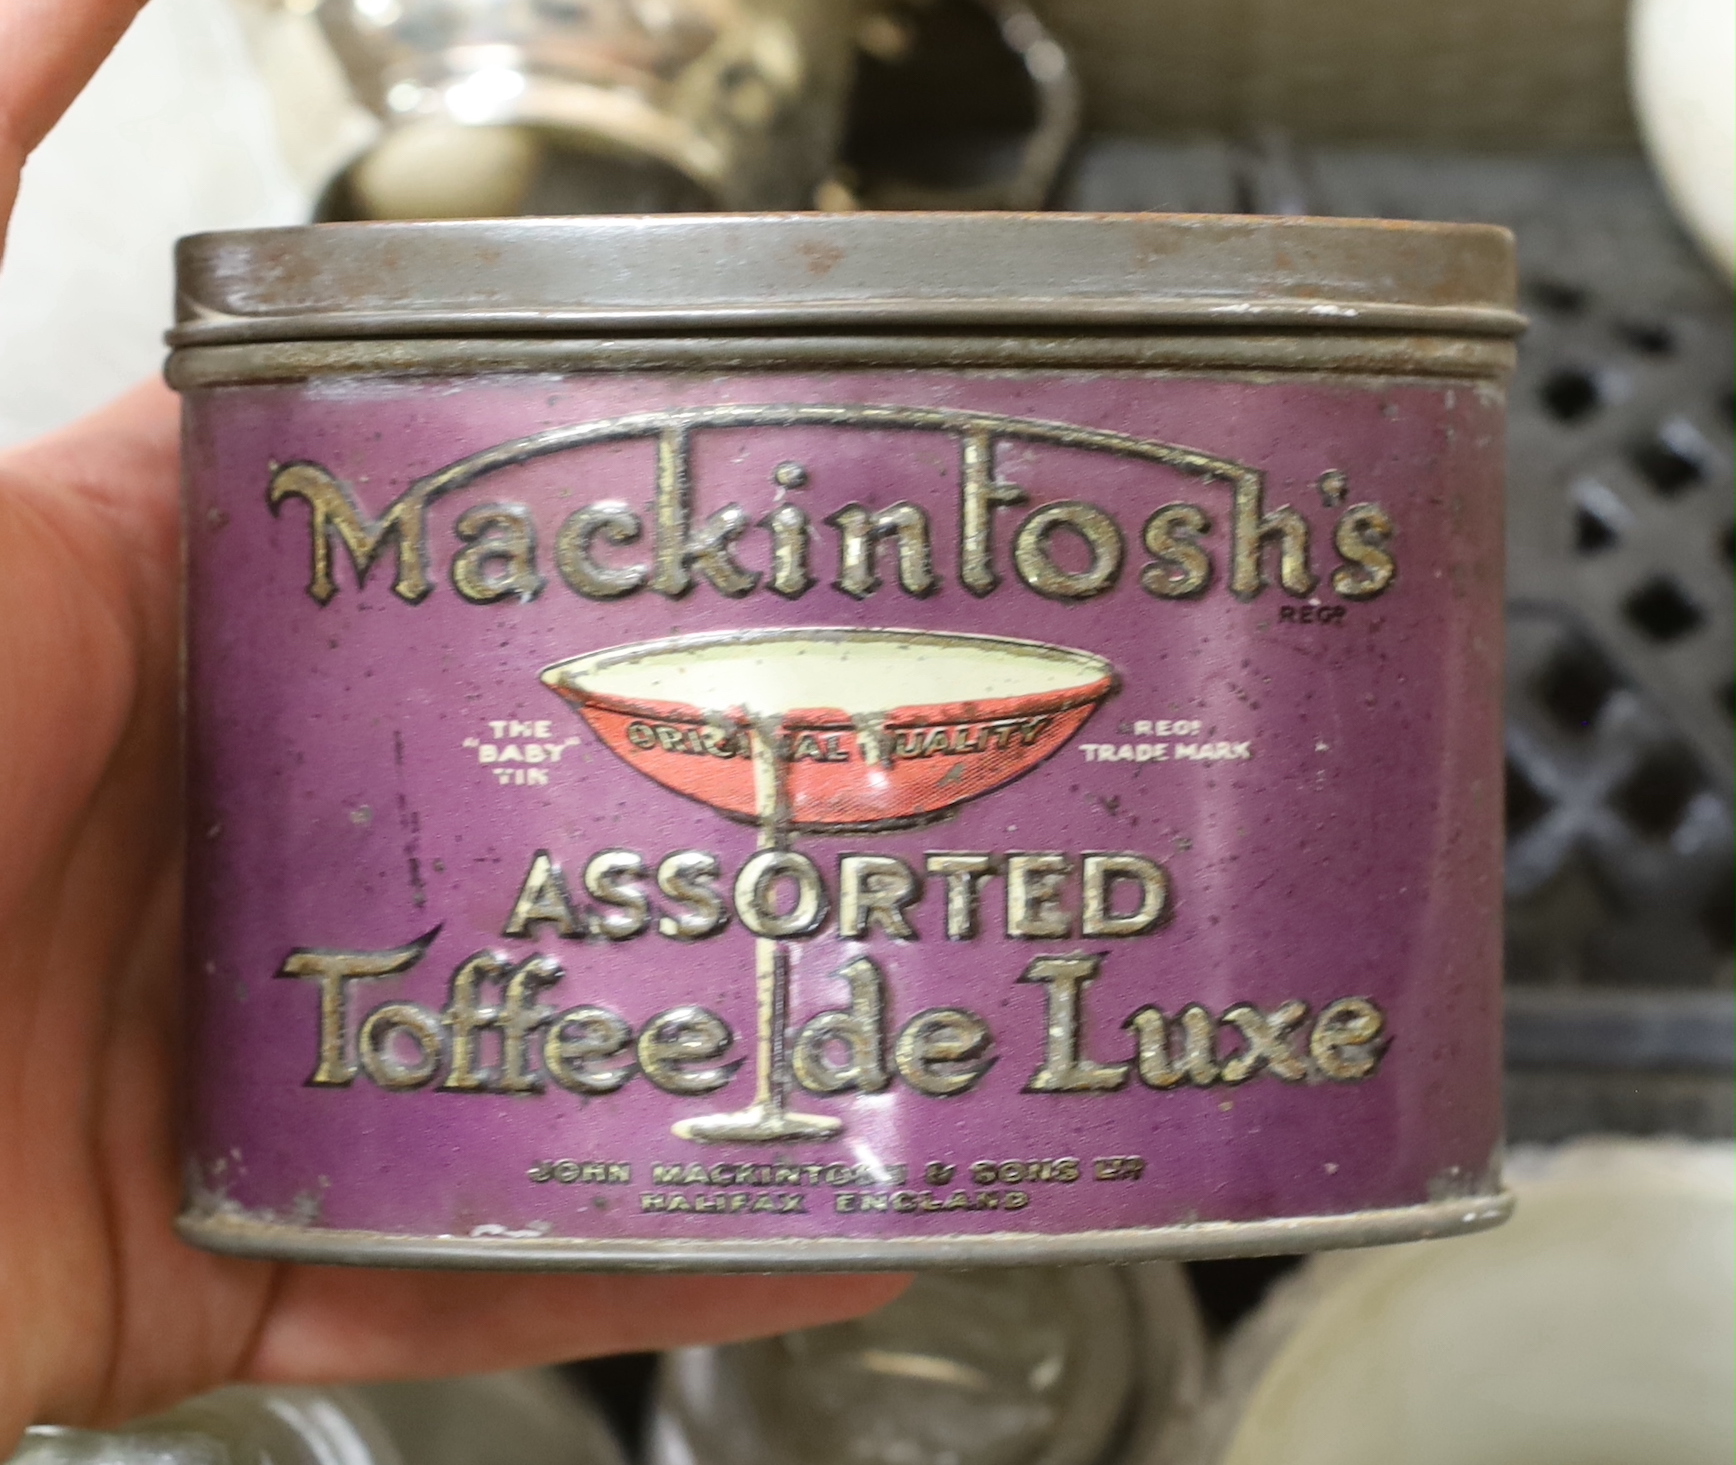 Mackintosh's
REGD
THE
"BABY"
TIN
ORIGINAL QUALITY
REGD
TRADE MARK
ASSORTED
Toffee de Luxe
JOHN MACKINTOSH & SONS LTD
HALIFAX ENGLAND